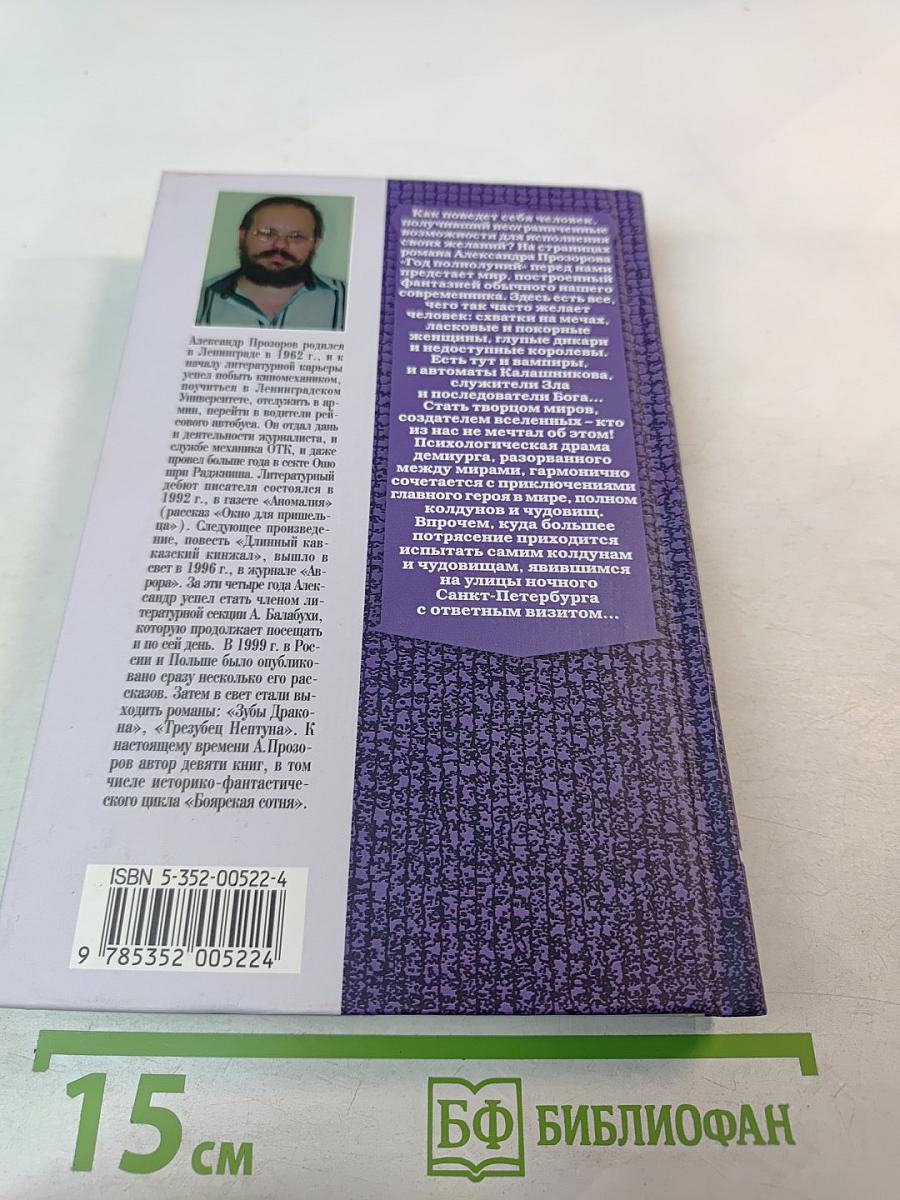 Александр Прозоров родился
в Ленинграде в 1962 г., и к
началу литературной карьеры
успел побыть киномехаником,
поучиться в Ленинградском
Университете, отслужить в ар-
мии, перейти в водители рей-
сового автобуса. Он отдал дань
и деятельности журналиста, и
службе механика ОТК, и даже
провел больше года в секте Ошо
шри Раджниша. Литературный
дебют писателя состоялся в
1992 г., в газете «Аномалия»
(рассказ «Окно для пришель-
ца»). Следующее произведе-
ние, повесть «Длинный кав-
казский кинжал», вышло в
свет в 1996 г., в журнале «Ав-
рора». За эти четыре года Алек-
сандр успел стать членом ли-
тературной секции А. Балабухи,
которую продолжает посещать
и по сей день. В 1999 г. в Рос-
сии и Польше было опублико-
вано сразу несколько его рас-
сказов. Затем в свет стали вы-
ходить романы: «Зубы Драко-
на», «Трезубец Нептуна». К
настоящему времени А.Прозо-
ров автор девяти книг, в том
числе историко-фантастиче-
ского цикла «Боярская сотня».
ISBN 5-352-00522-4
9 785352 005224
Как поведет себя человек,
получивший неограниченные
возможности для исполнения
своих желаний? На страницах
романа Александра Прозорова
«Год полнолуний» перед нами
предстает мир, построенный
фантазией обычного нашего
современника. Здесь есть все,
чего так часто желает
человек: схватки на мечах,
ласковые и покорные
женщины, глупые дикари
и недоступные королевы.
Есть тут и вампиры,
и автоматы Калашникова,
служители Зла
и последователи Бога...
Стать творцом миров,
создателем вселенных – кто
из нас не мечтал об этом!
Психологическая драма
демиурга, разорванного
между мирами, гармонично
сочетается с приключениями
главного героя в мире, полном
колдунов и чудовищ.
Впрочем, куда большее
потрясение приходится
испытать самим колдунам
и чудовищам, явившимся
на улицы ночного
Санкт-Петербурга
с ответным визитом...
15 см
БФ БИБЛИОФАН